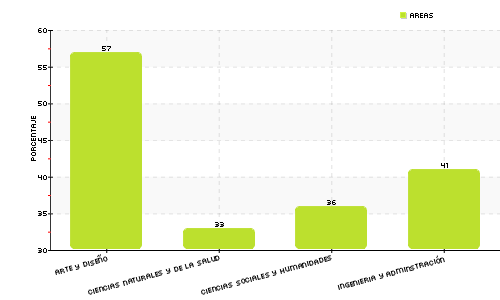 AREAS
60
55
50
45
40
35
30
PORCENTAJE
57
33
36
41
ARTE Y DISEÑO
CIENCIAS NATURALES Y DE LA SALUD
CIENCIAS SOCIALES Y HUMANIDADES
INGENIERIA Y ADMINSTRACIÓN